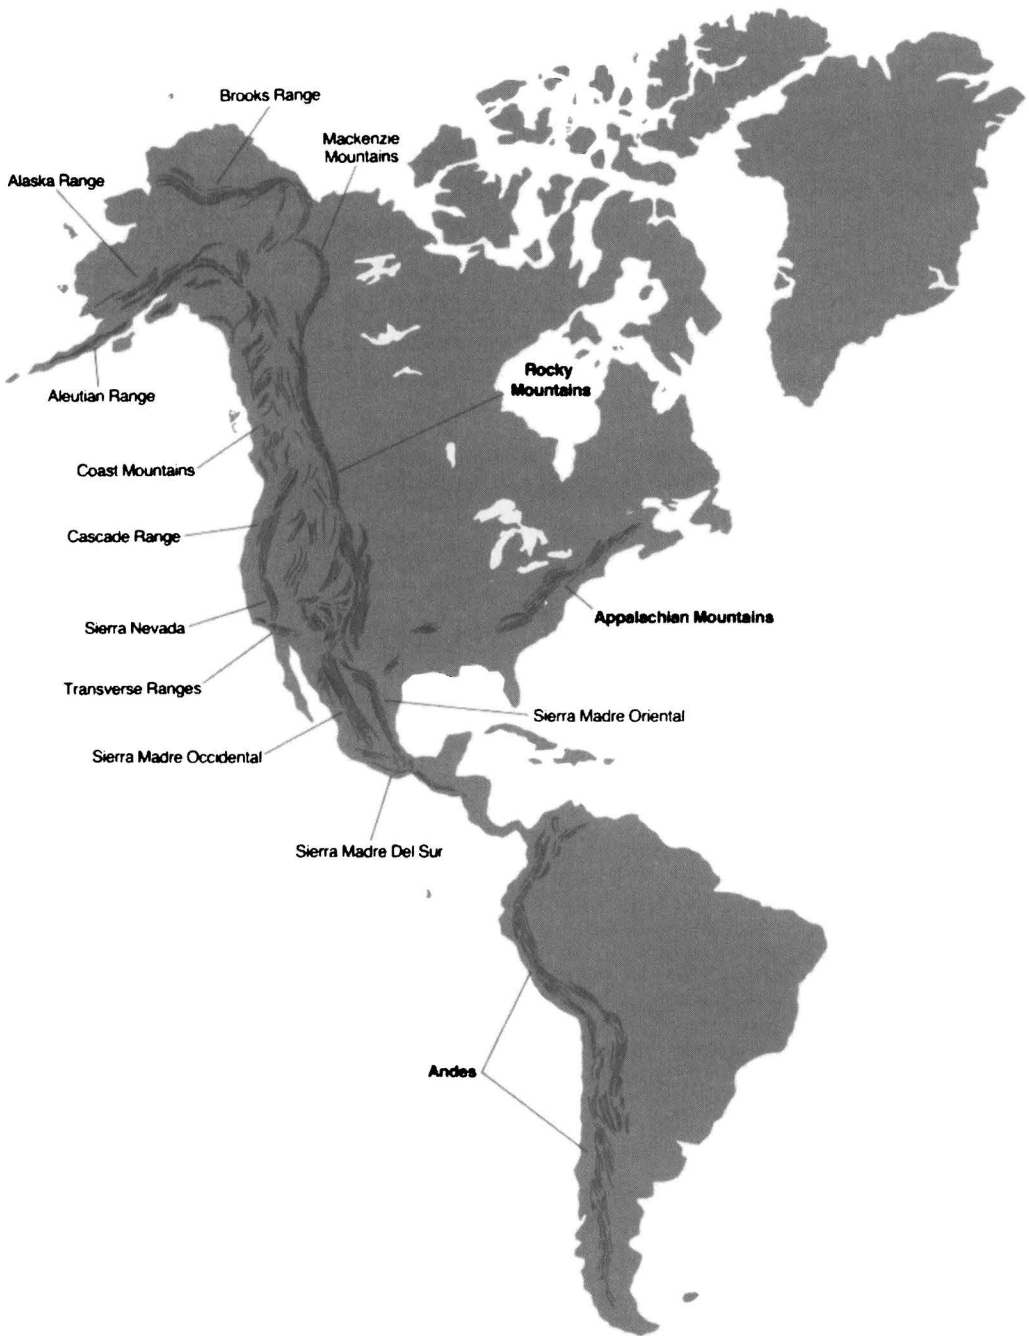 Brooks Range
Mackenzie
Mountains
Alaska Range
Rocky
Mountains
Aleutian Range
Coast Mountains
Cascade Range
Appalachian Mountains
Sierra Nevada
Transverse Ranges
Sierra Madre Oriental
Sierra Madre Occidental
Sierra Madre Del Sur
Andes